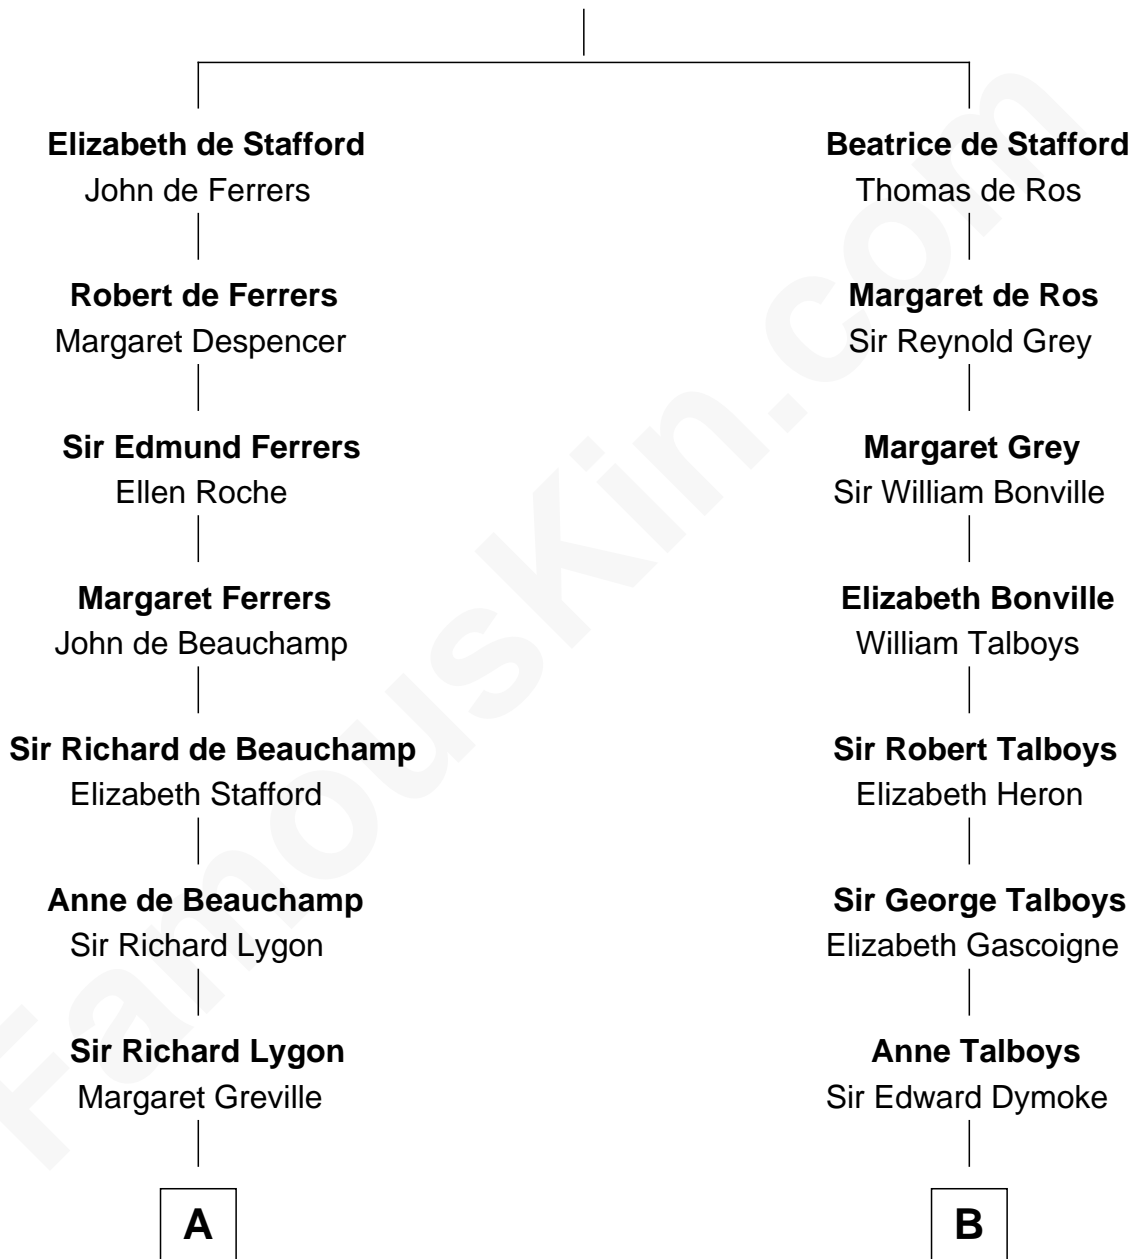 Elizabeth de Stafford
John de Ferrers
Robert de Ferrers
Margaret Despencer
Sir Edmund Ferrers
Ellen Roche
Margaret Ferrers
John de Beauchamp
Sir Richard de Beauchamp
Elizabeth Stafford
Anne de Beauchamp
Sir Richard Lygon
Sir Richard Lygon
Margaret Greville
A
Beatrice de Stafford
Thomas de Ros
Margaret de Ros
Sir Reynold Grey
Margaret Grey
Sir William Bonville
Elizabeth Bonville
William Talboys
Sir Robert Talboys
Elizabeth Heron
Sir George Talboys
Elizabeth Gascoigne
Anne Talboys
Sir Edward Dymoke
B
FamousKin.com